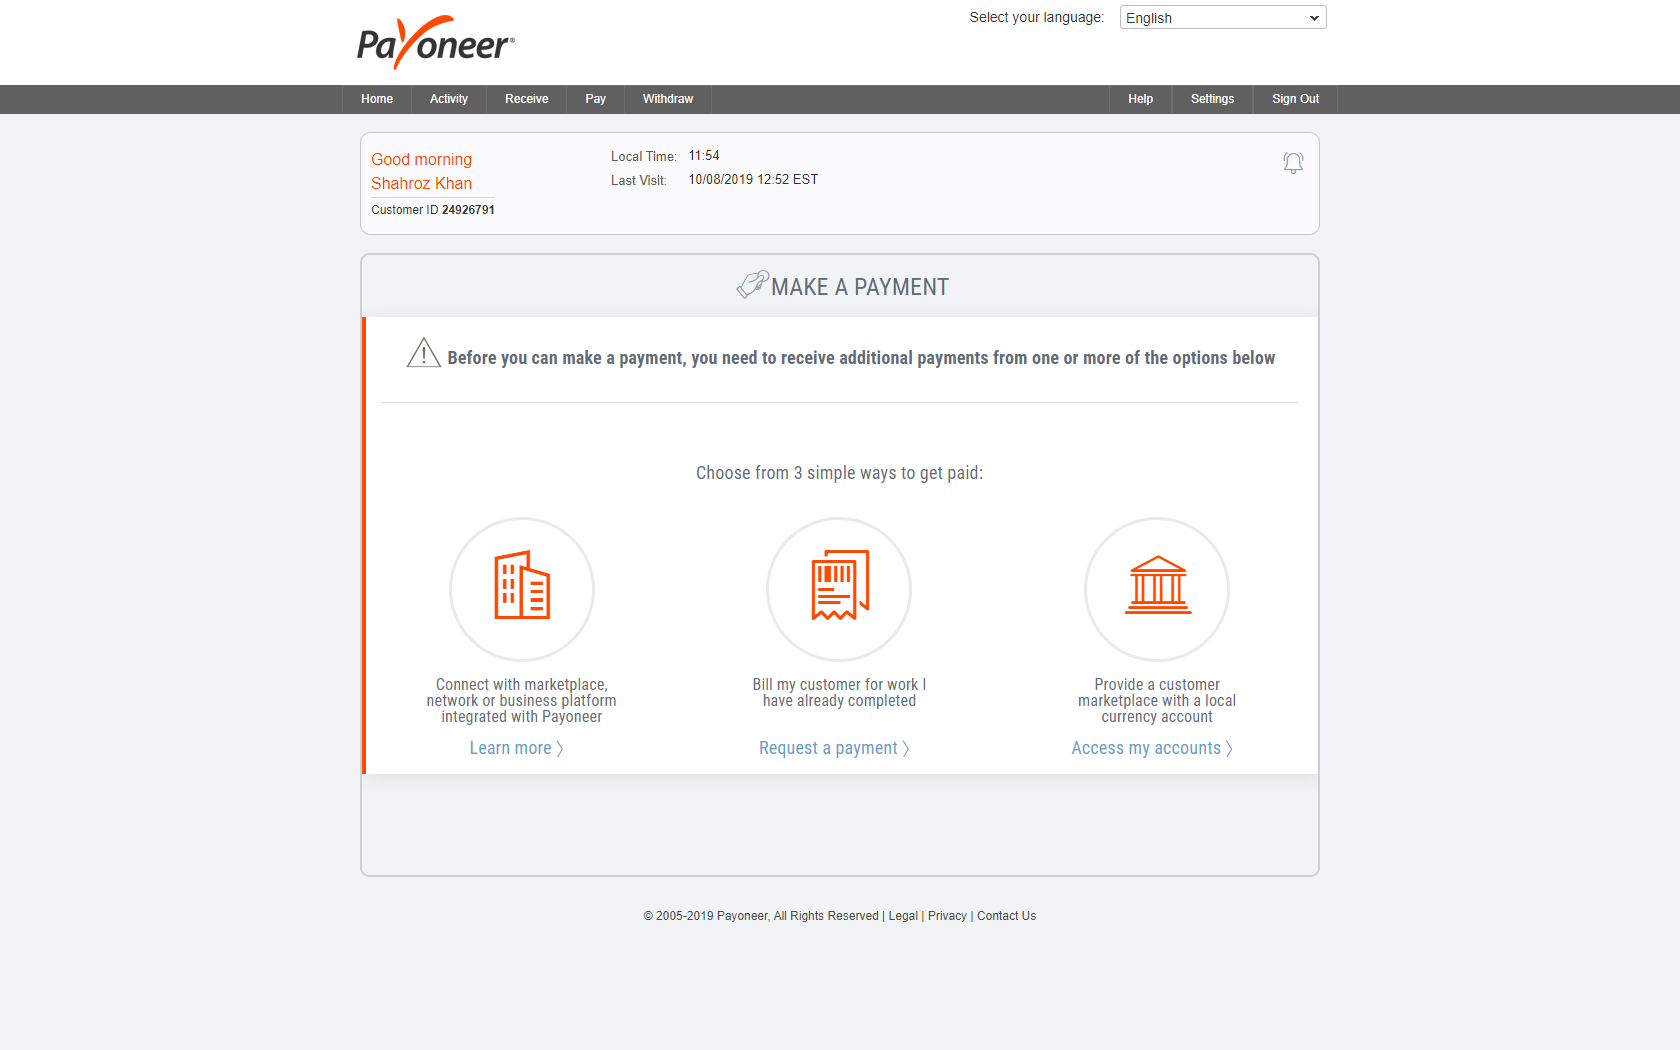 Payoneer
Select your language: English
Home Activity Receive Pay Withdraw Help Settings Sign Out
Good morning
Shahroz Khan
Customer ID 24926791
Local Time: 11:54
Last Visit: 10/08/2019 12:52 EST
MAKE A PAYMENT
Before you can make a payment, you need to receive additional payments from one or more of the options below
Choose from 3 simple ways to get paid:
Connect with marketplace,
network or business platform
integrated with Payoneer
Learn more
Bill my customer for work I
have already completed
Request a payment
Provide a customer
marketplace with a local
currency account
Access my accounts
© 2005-2019 Payoneer, All Rights Reserved | Legal | Privacy | Contact Us